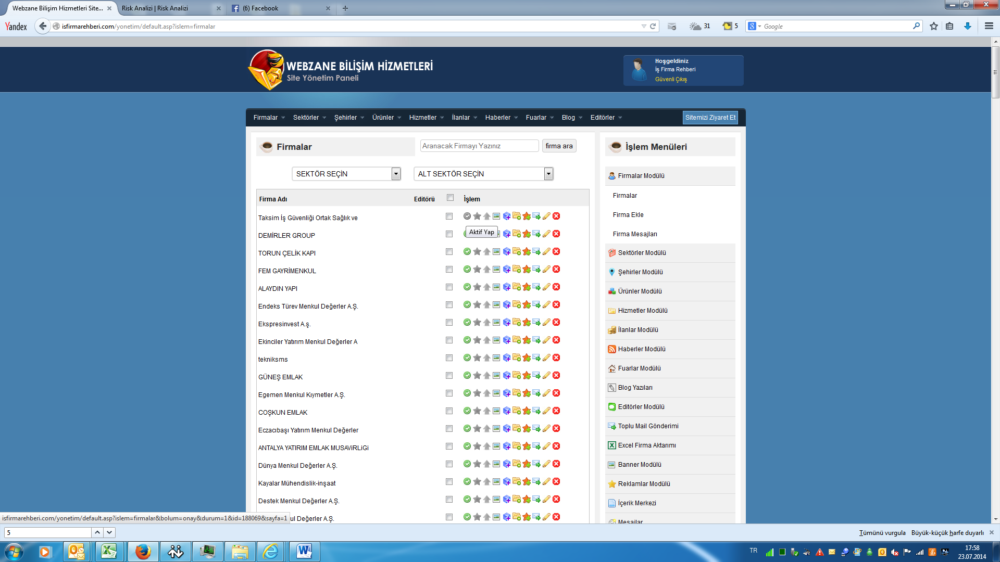 Webzane Bilişim Hizmetleri Site...
Risk Analizi | Risk Analizi
(6) Facebook
Yandex
isfirmarehberi.com/yonetim/default.asp?islem=firmalar
31
5
Google
WEBZANE BİLİŞİM HİZMETLERİ
Site Yönetim Paneli
Hoşgeldiniz
İş Firma Rehberi
Güvenli Çıkış
Firmalar Sektörler Şehirler Ürünler Hizmetler İlanlar Haberler Fuarlar Blog Editörler
Sitemizi Ziyaret Et
Firmalar
Aranacak Firmayı Yazınız
firma ara
SEKTÖR SEÇİN
ALT SEKTÖR SEÇİN
Firma Adı Editörü İşlem
Taksim İş Güvenliği Ortak Sağlık ve
Aktif Yap
DEMİRLER GROUP
TORUN ÇELİK KAPI
FEM GAYRİMENKUL
ALAYDIN YAPI
Endeks Türev Menkul Değerler A.Ş.
Ekspresinvest A.ş.
Ekinciler Yatırım Menkul Değerler A
tekniksms
GÜNEŞ EMLAK
Egemen Menkul Kıymetler A.Ş.
COŞKUN EMLAK
Eczacıbaşı Yatırım Menkul Değerler
ANTALYA YATIRIM EMLAK MUSAViRLiGi
Dünya Menkul Değerler A.Ş.
Kayalar Mühendislik-inşaat
Destek Menkul Değerler A.Ş.
ul Değerler A.Ş.
İşlem Menüleri
Firmalar Modülü
Firmalar
Firma Ekle
Firma Mesajları
Sektörler Modülü
Şehirler Modülü
Ürünler Modülü
Hizmetler Modülü
İlanlar Modülü
Haberler Modülü
Fuarlar Modülü
Blog Yazıları
Editörler Modülü
Toplu Mail Gönderimi
Excel Firma Aktarımı
Banner Modülü
Reklamlar Modülü
İçerik Merkezi
Mesajlar
isfirmarehberi.com/yonetim/default.asp?islem=firmalar&bolum=onay&durum=1&id=188069&sayfa=1
5
Tümünü vurgula Büyük-küçük harfe duyarlı
TR
17:58
23.07.2014